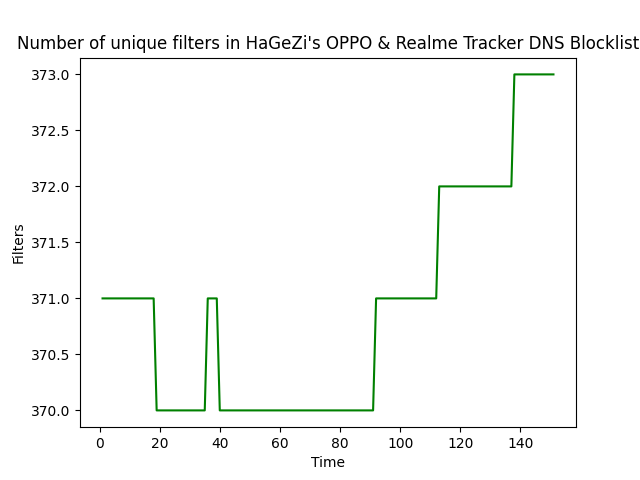 Number of unique filters in HaGeZi's OPPO & Realme Tracker DNS Blocklist
373.0
372.5
372.0
371.5
371.0
370.5
370.0
Filters
0 20 40 60 80 100 120 140
Time